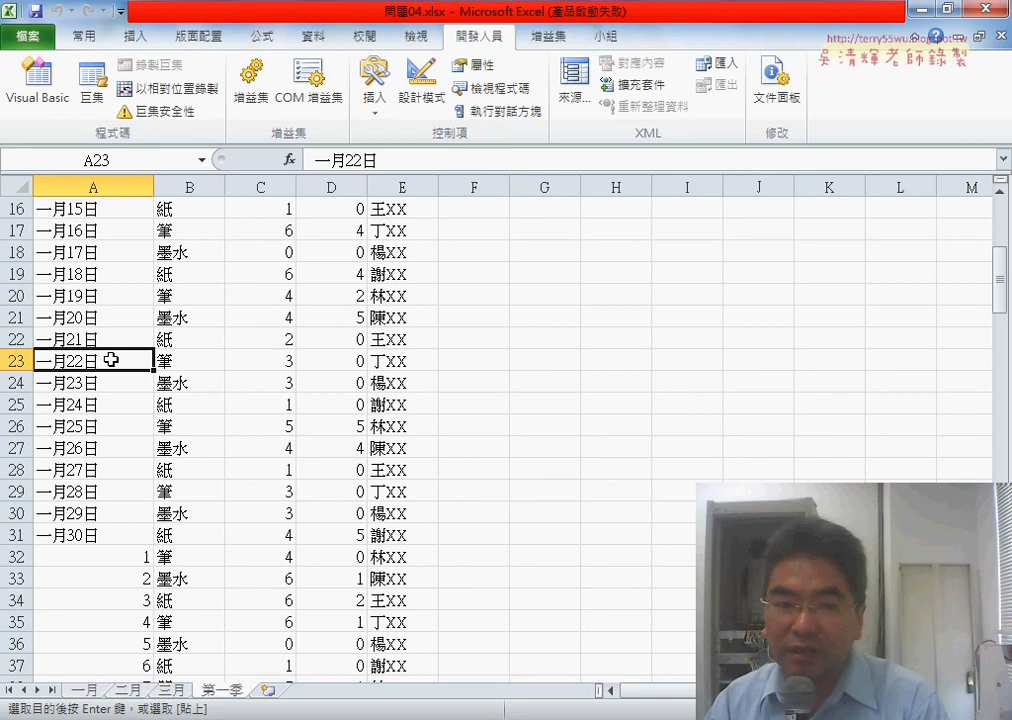 問題04.xlsx - Microsoft Excel (產品啟動失敗)
檔案 常用 插入 版面配置 公式 資料 校閱 檢視 開發人員 增益集 小組
http://terry55wu.blogspot
吳清輝老師錄製
Visual Basic 巨集 錄製巨集 以相對位置錄製 巨集安全性
增益集 COM 增益集
插入 設計模式 屬性 檢視程式碼 執行對話方塊
來源... 對應內容 擴充套件 重新整理資料 匯入 匯出
文件面板
程式碼 增益集 控制項 XML 修改
A23 fx 一月22日
A B C D E F G H I J K L M
16 一月15日 紙 1 0 王XX
17 一月16日 筆 6 4 丁XX
18 一月17日 墨水 0 0 楊XX
19 一月18日 紙 6 4 謝XX
20 一月19日 筆 4 2 林XX
21 一月20日 墨水 4 5 陳XX
22 一月21日 紙 2 0 王XX
23 一月22日 筆 3 0 丁XX
24 一月23日 墨水 3 0 楊XX
25 一月24日 紙 1 0 謝XX
26 一月25日 筆 5 5 林XX
27 一月26日 墨水 4 4 陳XX
28 一月27日 紙 1 0 王XX
29 一月28日 筆 3 0 丁XX
30 一月29日 墨水 3 0 楊XX
31 一月30日 紙 4 5 謝XX
32 1 筆 4 0 林XX
33 2 墨水 6 1 陳XX
34 3 紙 6 2 王XX
35 4 筆 6 1 丁XX
36 5 墨水 0 0 楊XX
37 6 紙 1 0 謝XX
一月 二月 三月 第一季
選取目的後按 Enter 鍵，或選取 [貼上]